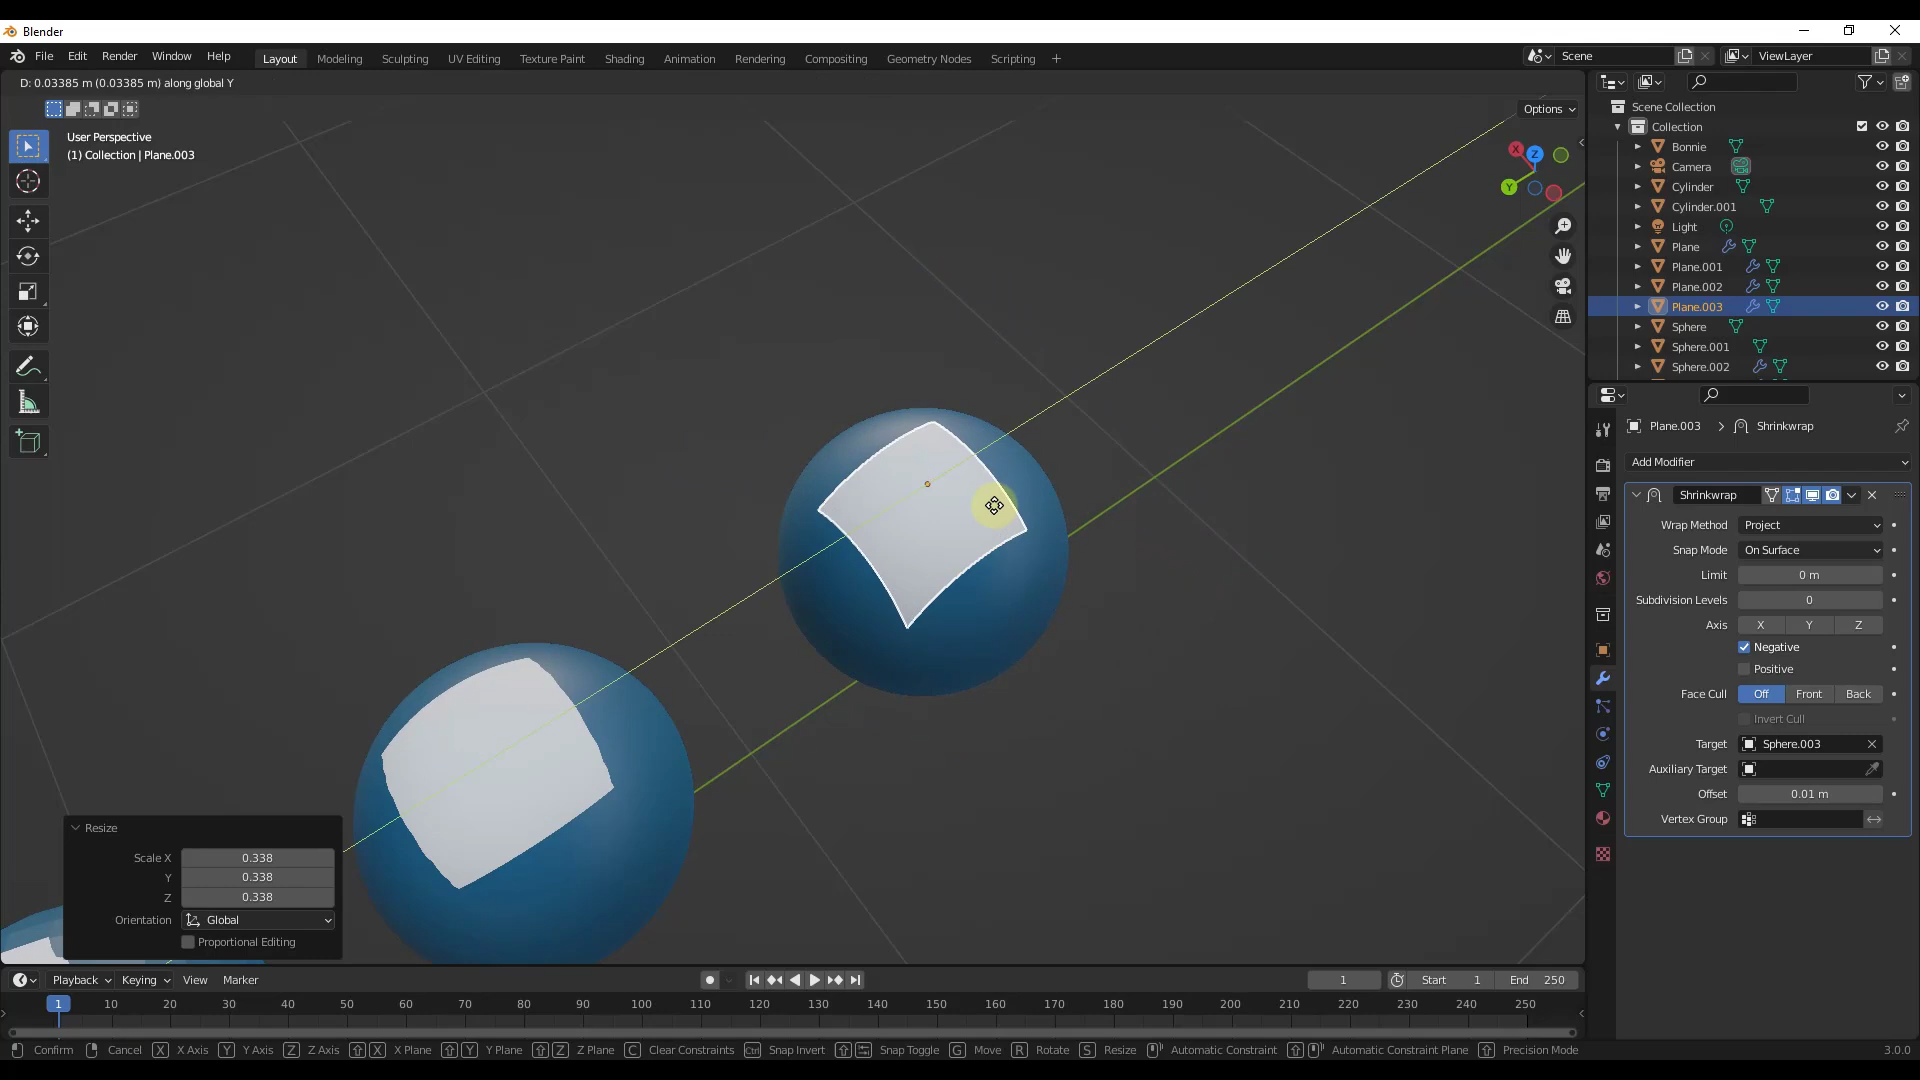 Blender
File Edit Render Window Help
Layout Modeling Sculpting UV Editing Texture Paint Shading Animation Rendering Compositing Geometry Nodes Scripting +
Scene ViewLayer
D: 0.03385 m (0.03385 m) along global Y
Options
User Perspective
(1) Collection | Plane.003
X Z Y
Scene Collection
Collection
Bonnie
Camera
Cylinder
Cylinder.001
Light
Plane
Plane.001
Plane.002
Plane.003
Sphere
Sphere.001
Sphere.002
Plane.003 > Shrinkwrap
Add Modifier
Shrinkwrap
Wrap Method Project
Snap Mode On Surface
Limit 0 m
Subdivision Levels 0
Axis X Y Z
Negative
Positive
Face Cull Off Front Back
Invert Cull
Target Sphere.003
Auxiliary Target
Offset 0.01 m
Vertex Group
Resize
Scale X 0.338
Y 0.338
Z 0.338
Orientation Global
Proportional Editing
Playback Keying View Marker
1 Start 1 End 250
1 10 20 30 40 50 60 70 80 90 100 110 120 130 140 150 160 170 180 190 200 210 220 230 240 250
Confirm Cancel X X Axis Y Y Axis Z Z Axis X X Plane Y Y Plane Z Z Plane C Clear Constraints Ctrl Snap Invert Snap Toggle G Move R Rotate S Resize Automatic Constraint Automatic Constraint Plane Precision Mode 3.0.0